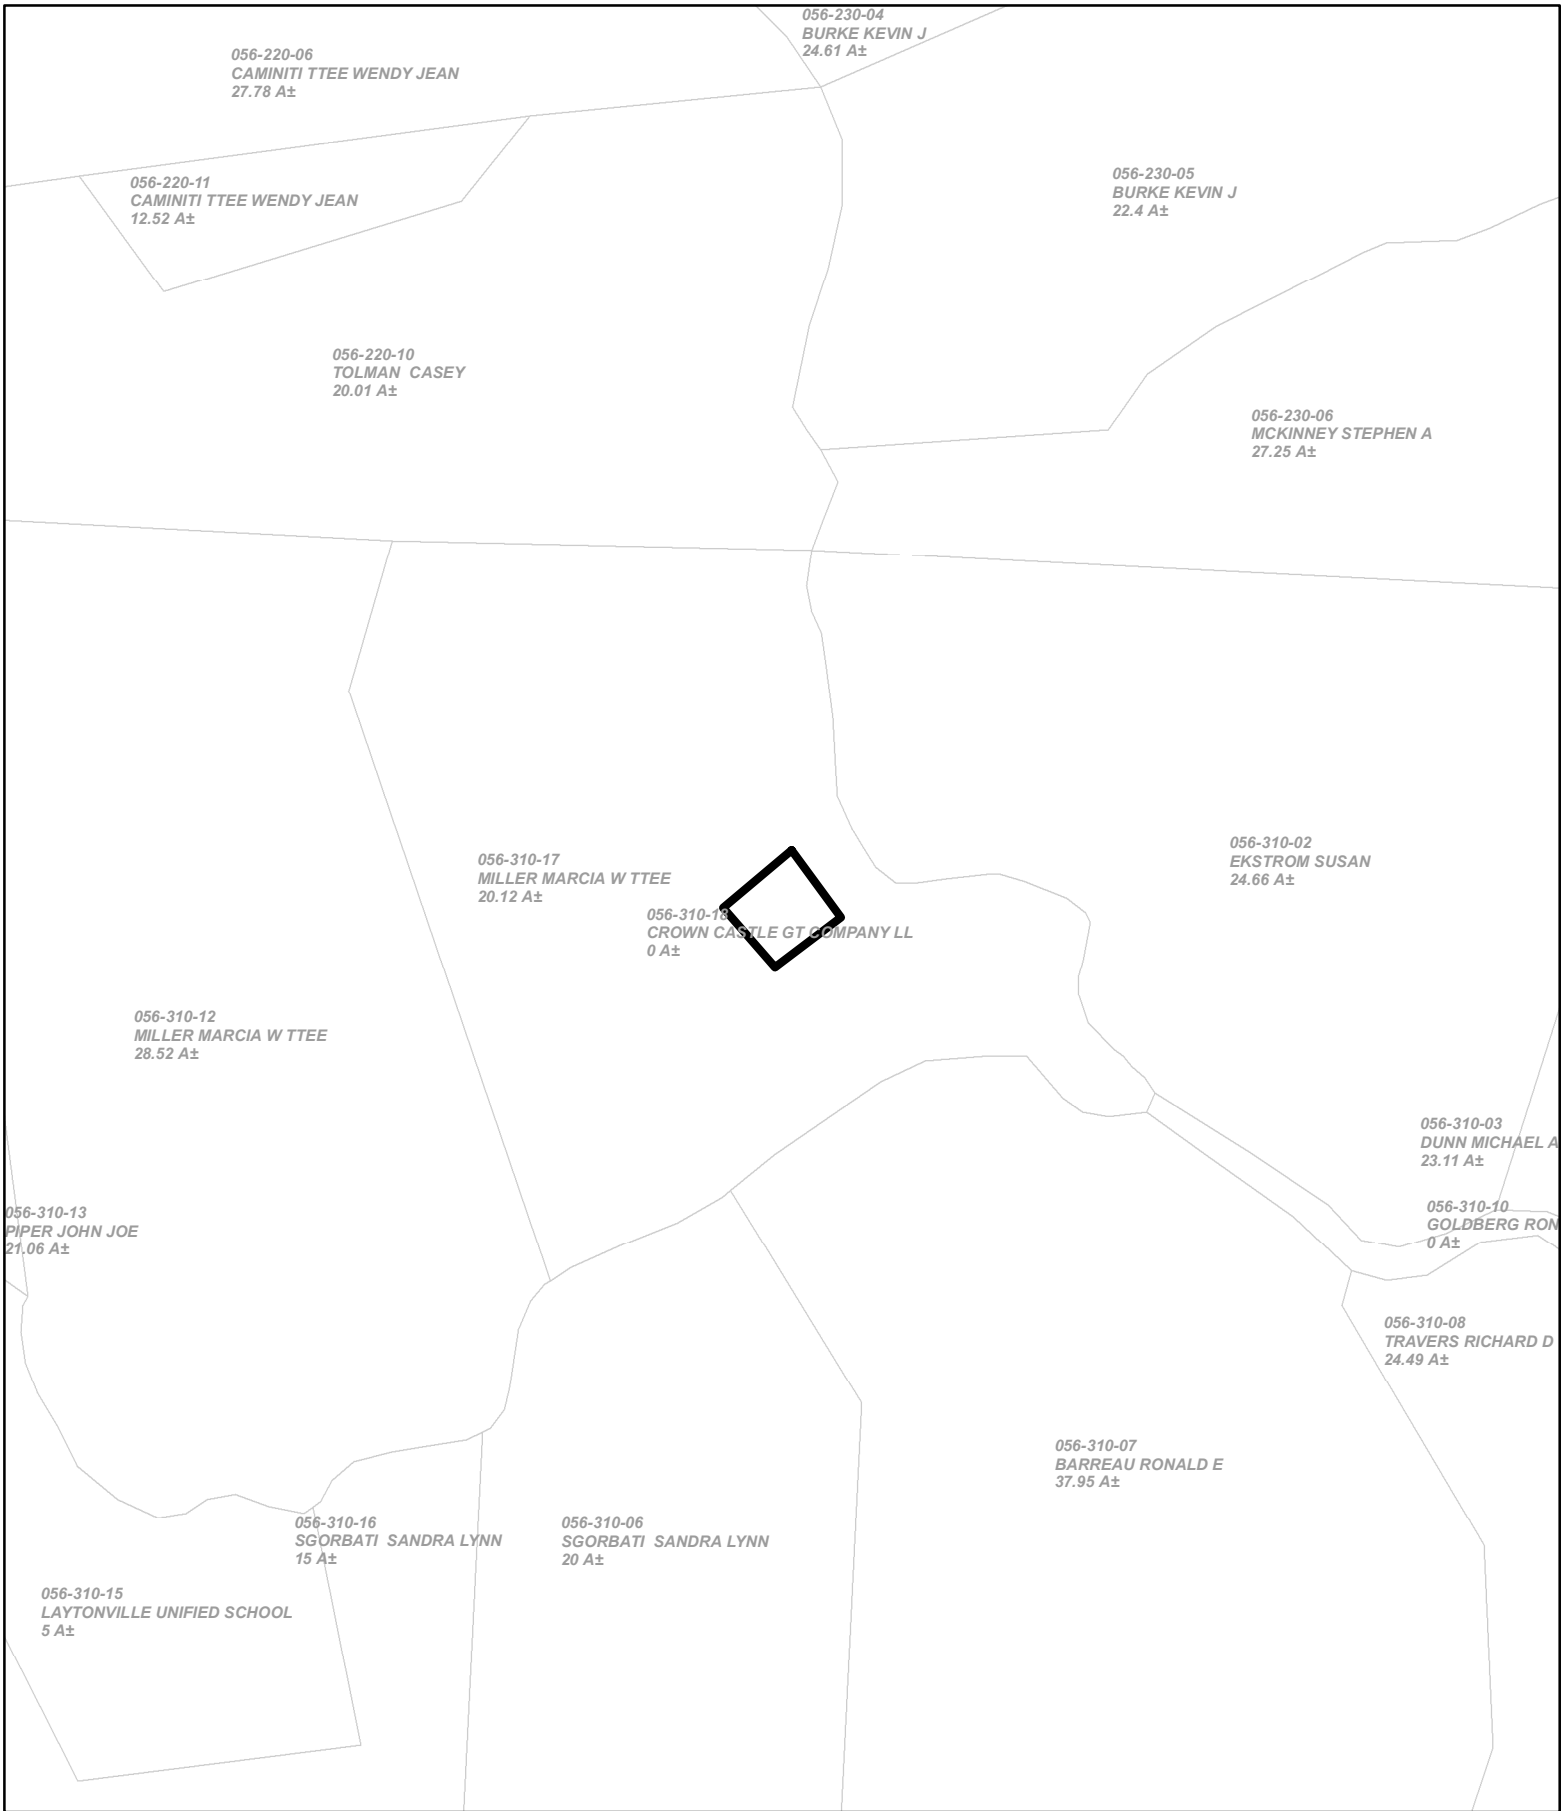 056-230-04
BURKE KEVIN J
24.61 A±
056-220-06
CAMINITI TTEE WENDY JEAN
27.78 A±
056-230-05
BURKE KEVIN J
22.4 A±
056-220-11
CAMINITI TTEE WENDY JEAN
12.52 A±
056-220-10
TOLMAN  CASEY
20.01 A±
056-230-06
MCKINNEY STEPHEN A
27.25 A±
056-310-02
EKSTROM SUSAN
24.66 A±
056-310-17
MILLER MARCIA W TTEE
20.12 A±
056-310-18
CROWN CASTLE GT COMPANY LL
0 A±
056-310-12
MILLER MARCIA W TTEE
28.52 A±
056-310-03
DUNN MICHAEL A
23.11 A±
056-310-13
PIPER JOHN JOE
21.06 A±
056-310-10
GOLDBERG RON
0 A±
056-310-08
TRAVERS RICHARD D
24.49 A±
056-310-07
BARREAU RONALD E
37.95 A±
056-310-16
SGORBATI  SANDRA LYNN
15 A±
056-310-06
SGORBATI  SANDRA LYNN
20 A±
056-310-15
LAYTONVILLE UNIFIED SCHOOL
5 A±